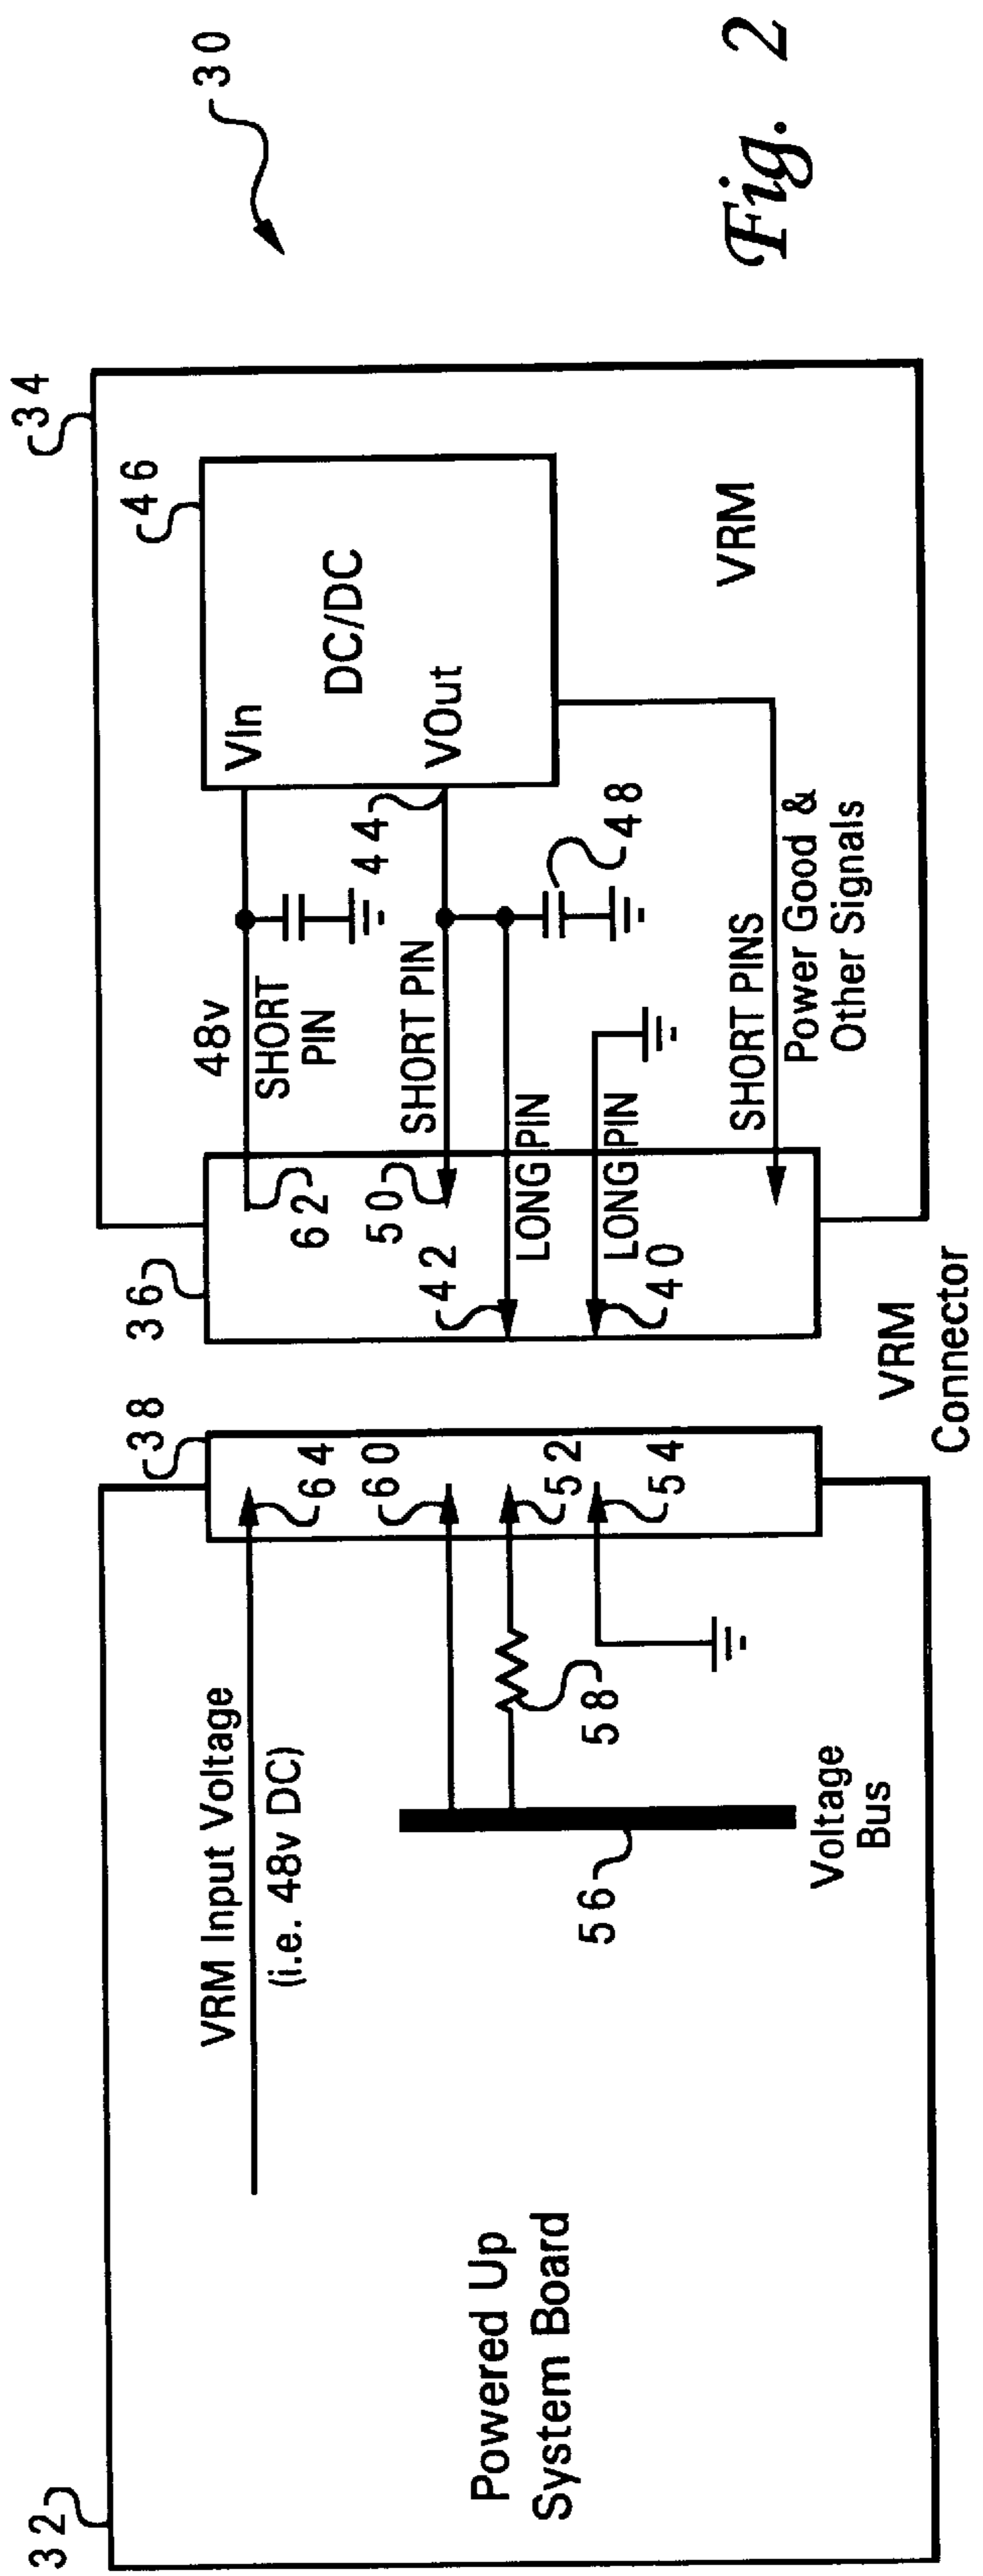 30
34
46
VIn
DC/DC
VOut
44
48
48v
SHORT
PIN
SHORT PIN
LONG PIN
LONG PIN
SHORT PINS
Power Good &
Other Signals
VRM
36
62
50
42
40
38
64
60
52
54
VRM
Connector
VRM Input Voltage
(i.e. 48v DC)
58
56
Voltage
Bus
32
Powered Up
System Board
Fig. 2